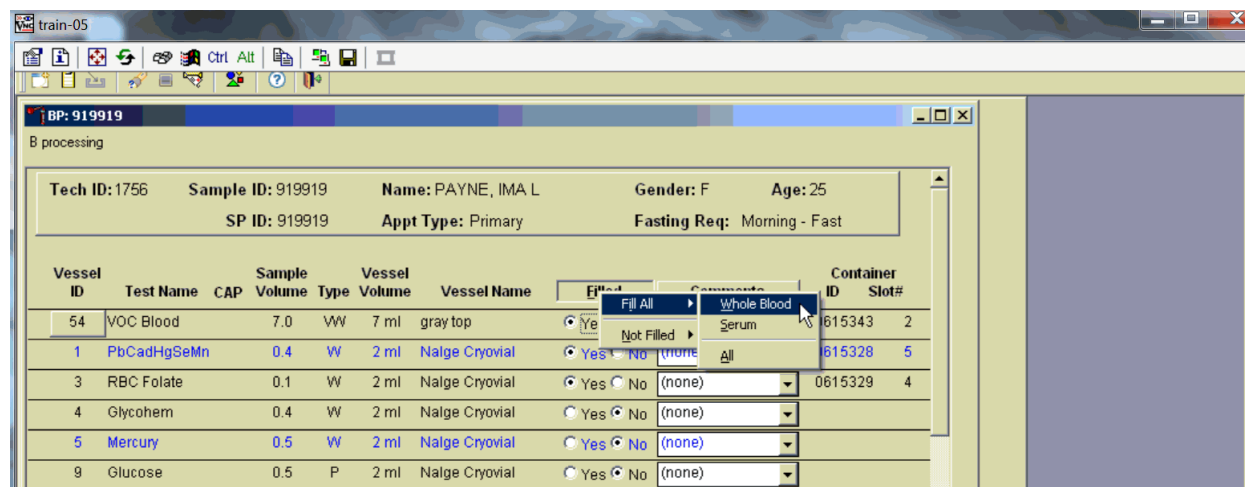 train-05
Ctrl Alt
BP: 919919
B processing
Tech ID: 1756 Sample ID: 919919 Name: PAYNE, IMA L Gender: F Age: 25
SP ID: 919919 Appt Type: Primary Fasting Req: Morning - Fast
Vessel Sample Vessel Container
ID Test Name CAP Volume Type Volume Vessel Name Filled Comments ID Slot#
Fill All Whole Blood
54 VOC Blood 7.0 VW 7 ml gray top Ye 0615343 2
Not Filled Serum
1 PbCadHgSeMn 0.4 W 2 ml Nalge Cryovial Yes No (none) 0615328 5
All
3 RBC Folate 0.1 W 2 ml Nalge Cryovial Yes No (none) 0615329 4
4 Glycohem 0.4 W 2 ml Nalge Cryovial Yes No (none)
5 Mercury 0.5 W 2 ml Nalge Cryovial Yes No (none)
9 Glucose 0.5 P 2 ml Nalge Cryovial Yes No (none)